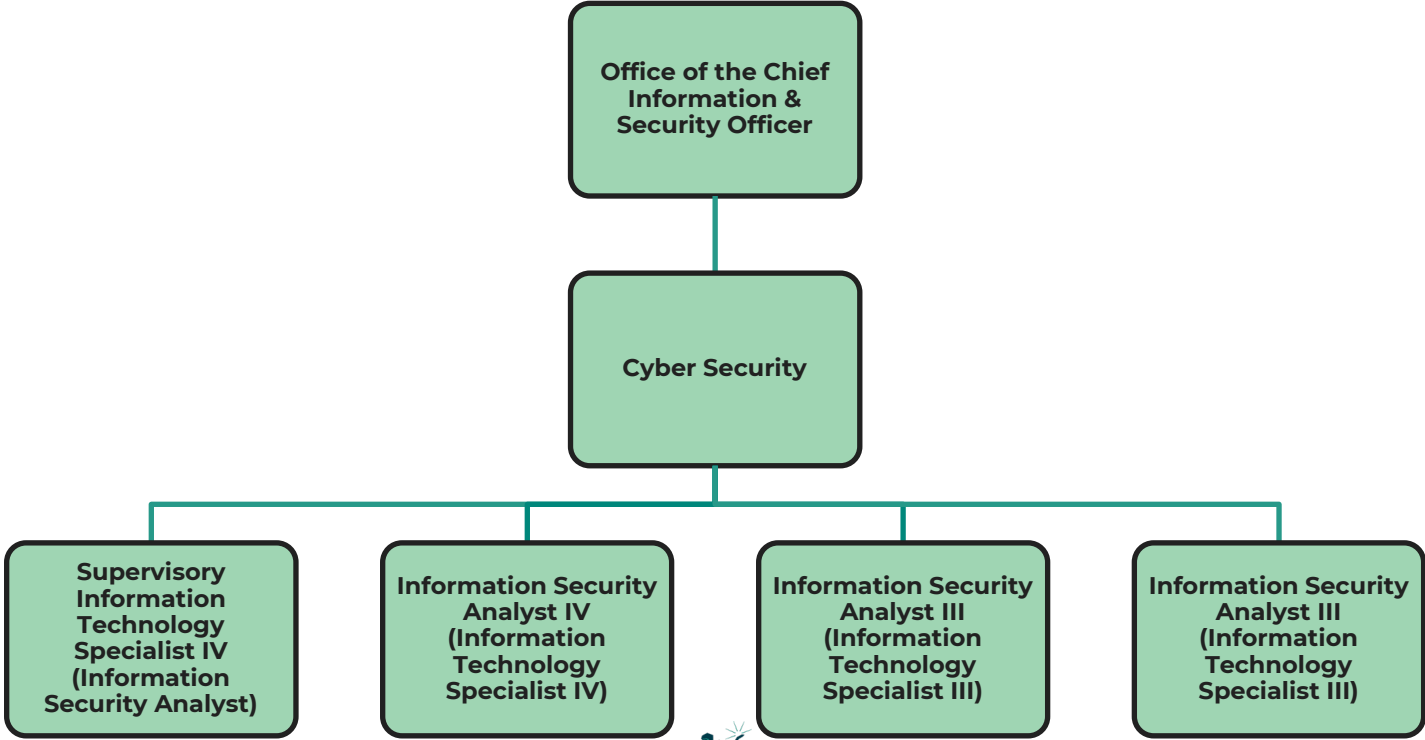 Office of the Chief
Information &
Security Officer
Cyber Security
Supervisory
Information
Technology
Specialist IV
(Information
Security Analyst)
Information Security
Analyst IV
(Information
Technology
Specialist IV)
Information Security
Analyst III
(Information
Technology
Specialist III)
Information Security
Analyst III
(Information
Technology
Specialist III)